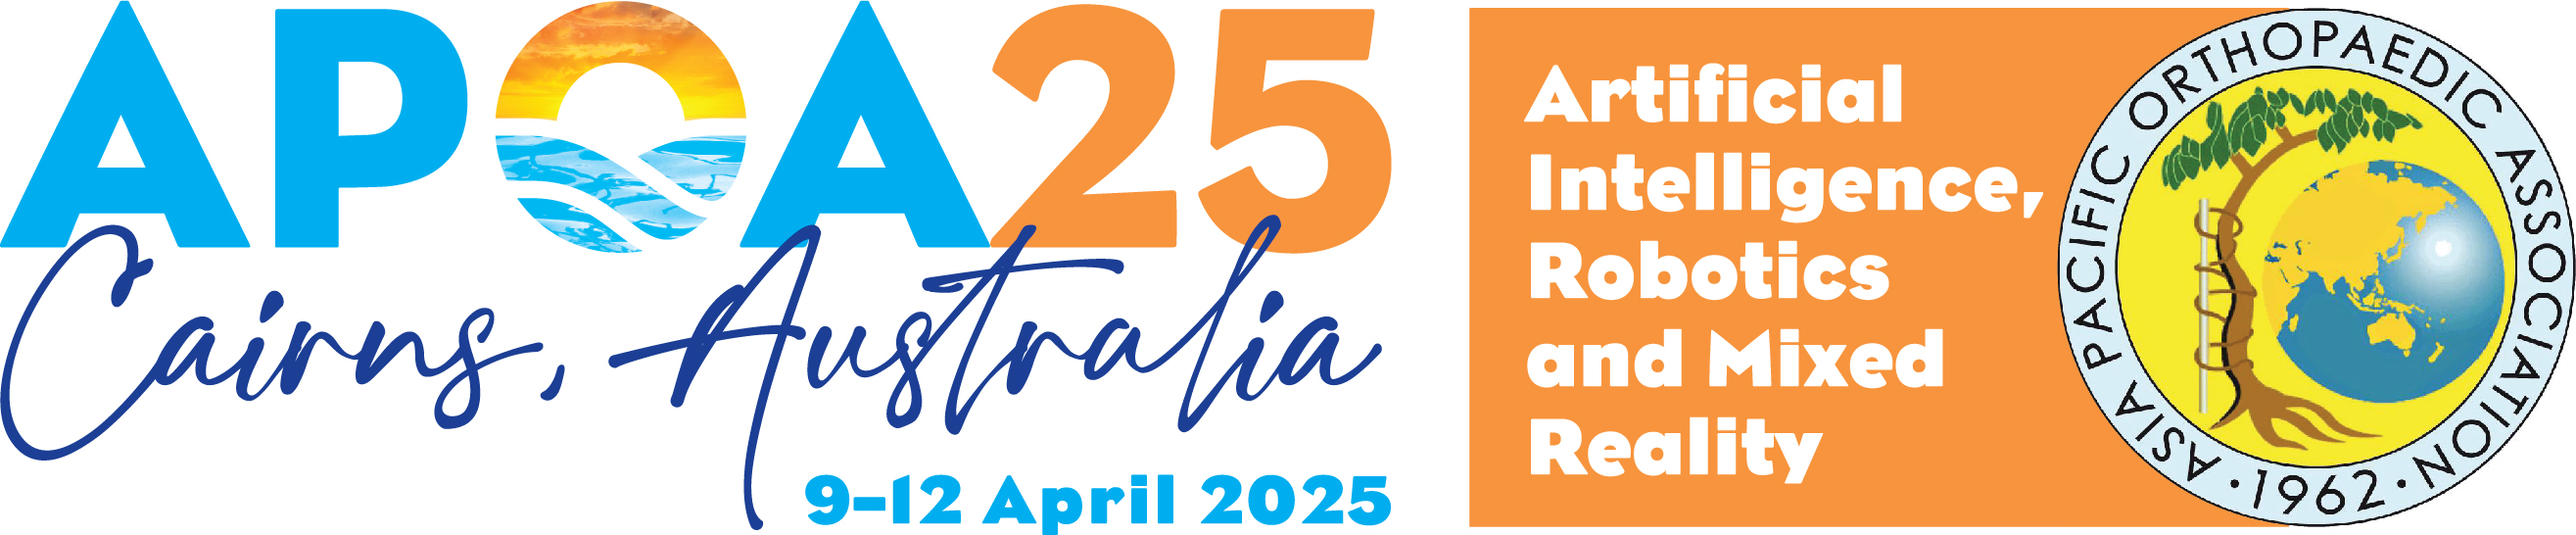 APOA25
Cairns, Australia
9–12 April 2025
Artificial
Intelligence,
Robotics
and Mixed
Reality
ASIA PACIFIC ORTHOPAEDIC ASSOCIATION
· 1962 ·